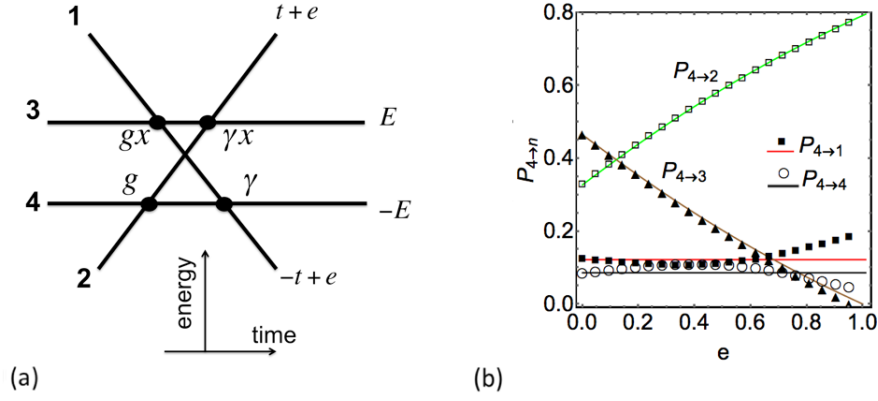 1
t + e
3
E
gx
γx
g
γ
4
−E
2
−t + e
energy
time
(a)
0.8
0.6
0.4
0.2
0.0
P4→n
P4→2
P4→3
P4→1
P4→4
0.0 0.2 0.4 0.6 0.8 1.0
e
(b)